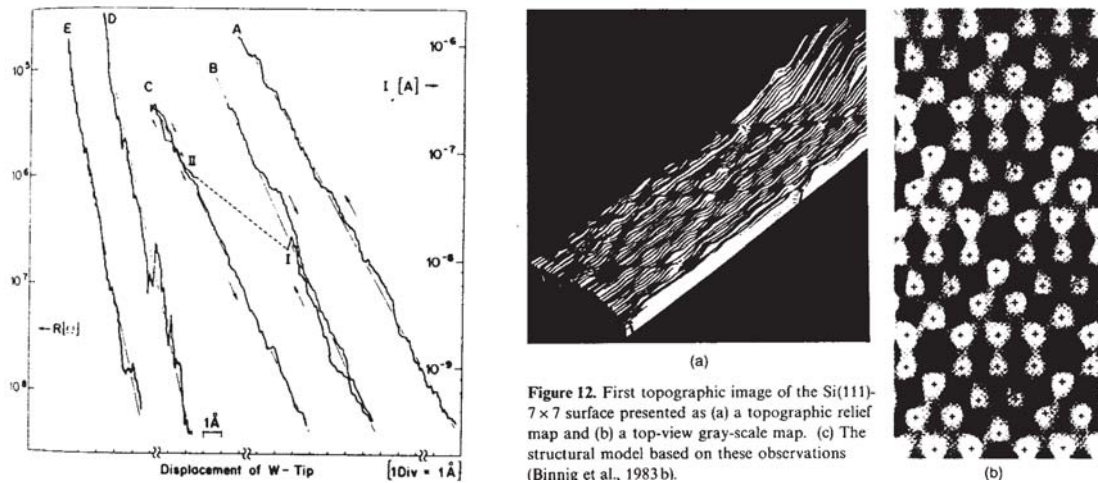 E
D
A
B
C
II
I
10⁵
10⁶
10⁷
10⁸
←R[Ω]
I [A] →
10⁻⁶
10⁻⁷
10⁻⁸
10⁻⁹
1Å
Displacement of W-Tip
[1Div = 1Å]
(a)
Figure 12. First topographic image of the Si(111)-
7 × 7 surface presented as (a) a topographic relief
map and (b) a top-view gray-scale map. (c) The
structural model based on these observations
(Binnig et al., 1983b).
(b)